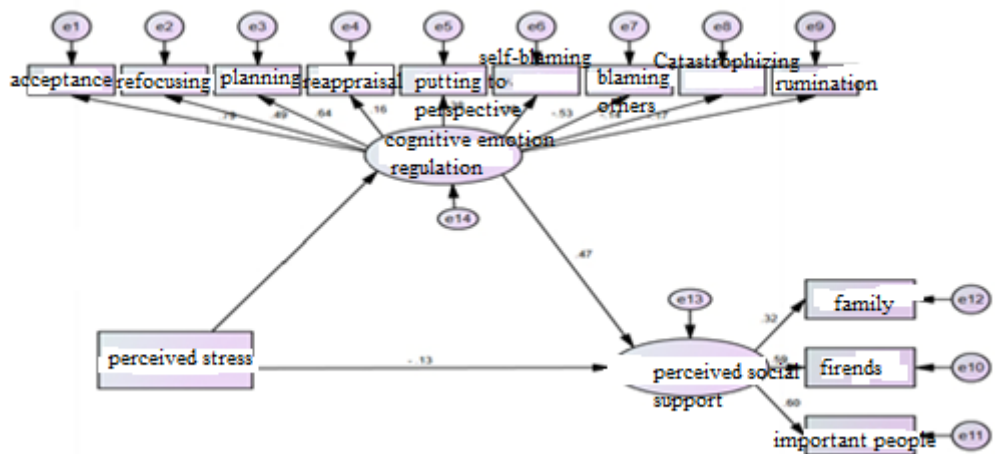 e1 e2 e3 e4 e5 e6 e7 e8 e9
acceptance refocusing planning reappraisal putting to perspective self-blaming blaming others Catastrophizing rumination
.49 .64 .16 -.53
cognitive emotion
regulation
e14
.47
e13
e12
.32
family
perceived stress
-.13
perceived social
support
.59
firends
e10
.60
important people
e11